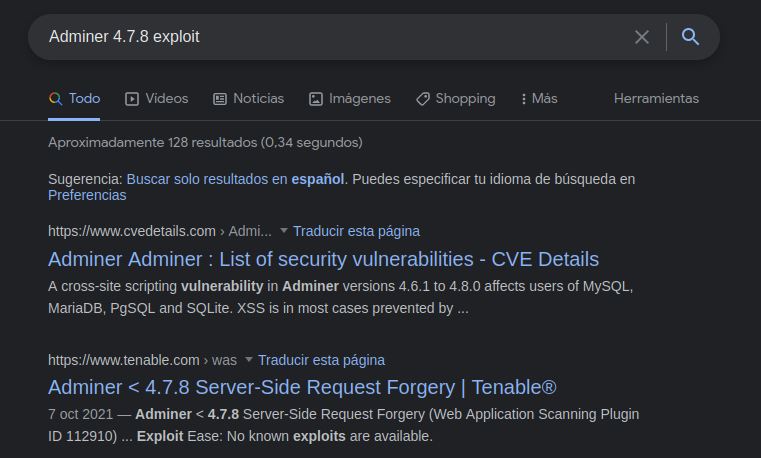 Adminer 4.7.8 exploit
Todo Videos Noticias Imágenes Shopping Más Herramientas
Aproximadamente 128 resultados (0,34 segundos)
Sugerencia: Buscar solo resultados en español. Puedes especificar tu idioma de búsqueda en
Preferencias
https://www.cvedetails.com › Admi... Traducir esta página
Adminer Adminer : List of security vulnerabilities - CVE Details
A cross-site scripting vulnerability in Adminer versions 4.6.1 to 4.8.0 affects users of MySQL,
MariaDB, PgSQL and SQLite. XSS is in most cases prevented by ...
https://www.tenable.com › was Traducir esta página
Adminer < 4.7.8 Server-Side Request Forgery | Tenable®
7 oct 2021 — Adminer < 4.7.8 Server-Side Request Forgery (Web Application Scanning Plugin
ID 112910) ... Exploit Ease: No known exploits are available.